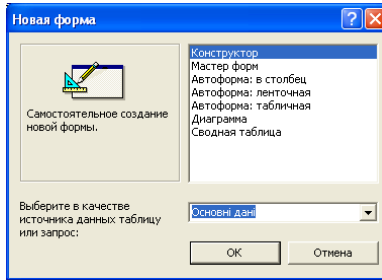 Новая форма
Самостоятельное создание
новой формы.
Конструктор
Мастер форм
Автоформа: в столбец
Автоформа: ленточная
Автоформа: табличная
Диаграмма
Сводная таблица
Выберите в качестве
источника данных таблицу
или запрос:
Основні дані
ОК
Отмена